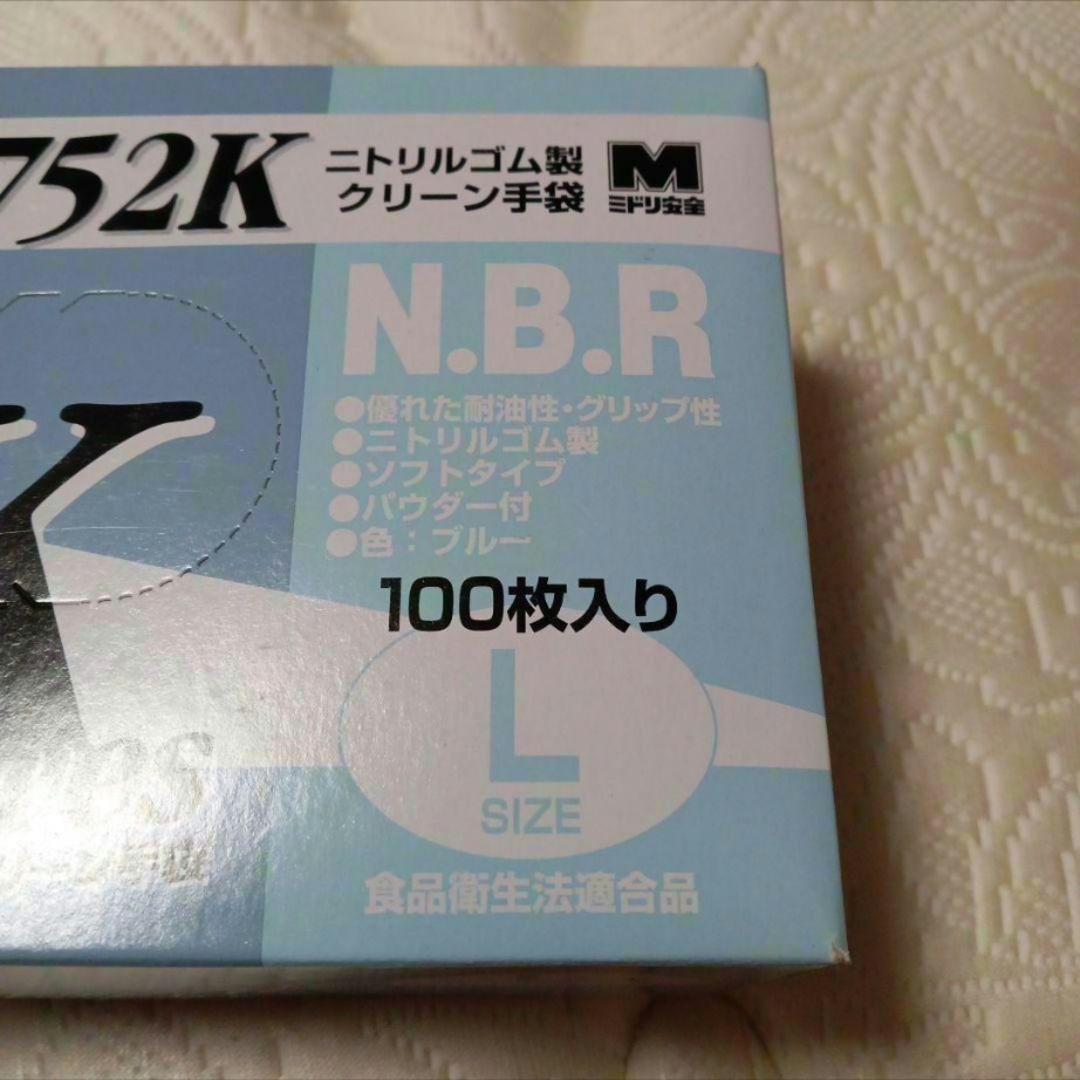 752K
ニトリルゴム製
クリーン手袋
M
ミドリ安全
N.B.R
●優れた耐油性・グリップ性
●ニトリルゴム製
●ソフトタイプ
●パウダー付
●色：ブルー
100枚入り
L
SIZE
食品衛生法適合品
K